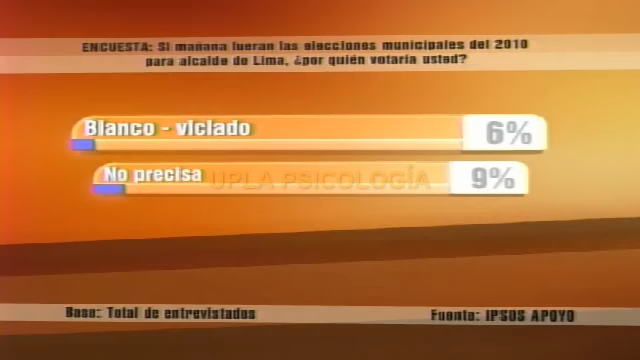 ENCUESTA: Si mañana fueran las elecciones municipales del 2010
para alcalde de Lima, ¿por quién votaría usted?
Blanco - viciado
6%
No precisa
9%
UPLA PSICOLOGÍA
Base: Total de entrevistados
Fuente: IPSOS APOYO